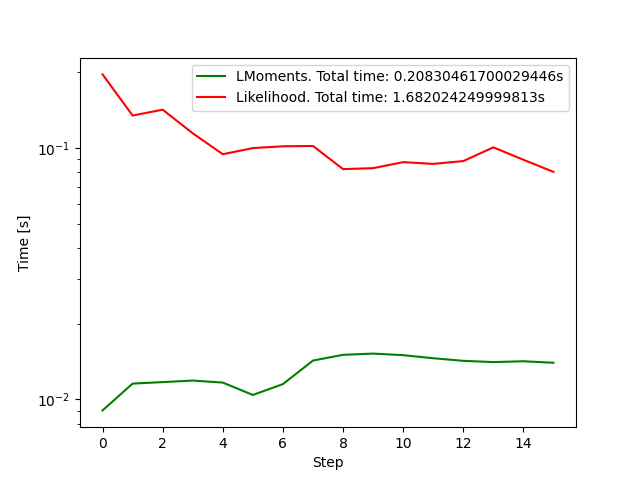 LMoments. Total time: 0.20830461700029446s
Likelihood. Total time: 1.682024249999813s
10⁻¹
10⁻²
Time [s]
0 2 4 6 8 10 12 14
Step